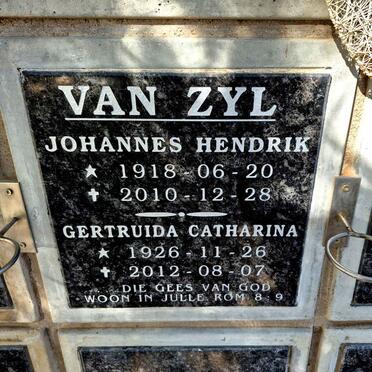 VAN ZYL
JOHANNES HENDRIK
★ 1918-06-20
✝ 2010-12-28
GERTRUIDA CATHARINA
★ 1926-11-26
✝ 2012-08-07
.....DIE GEES VAN GOD
WOON IN JULLE ROM 8:9